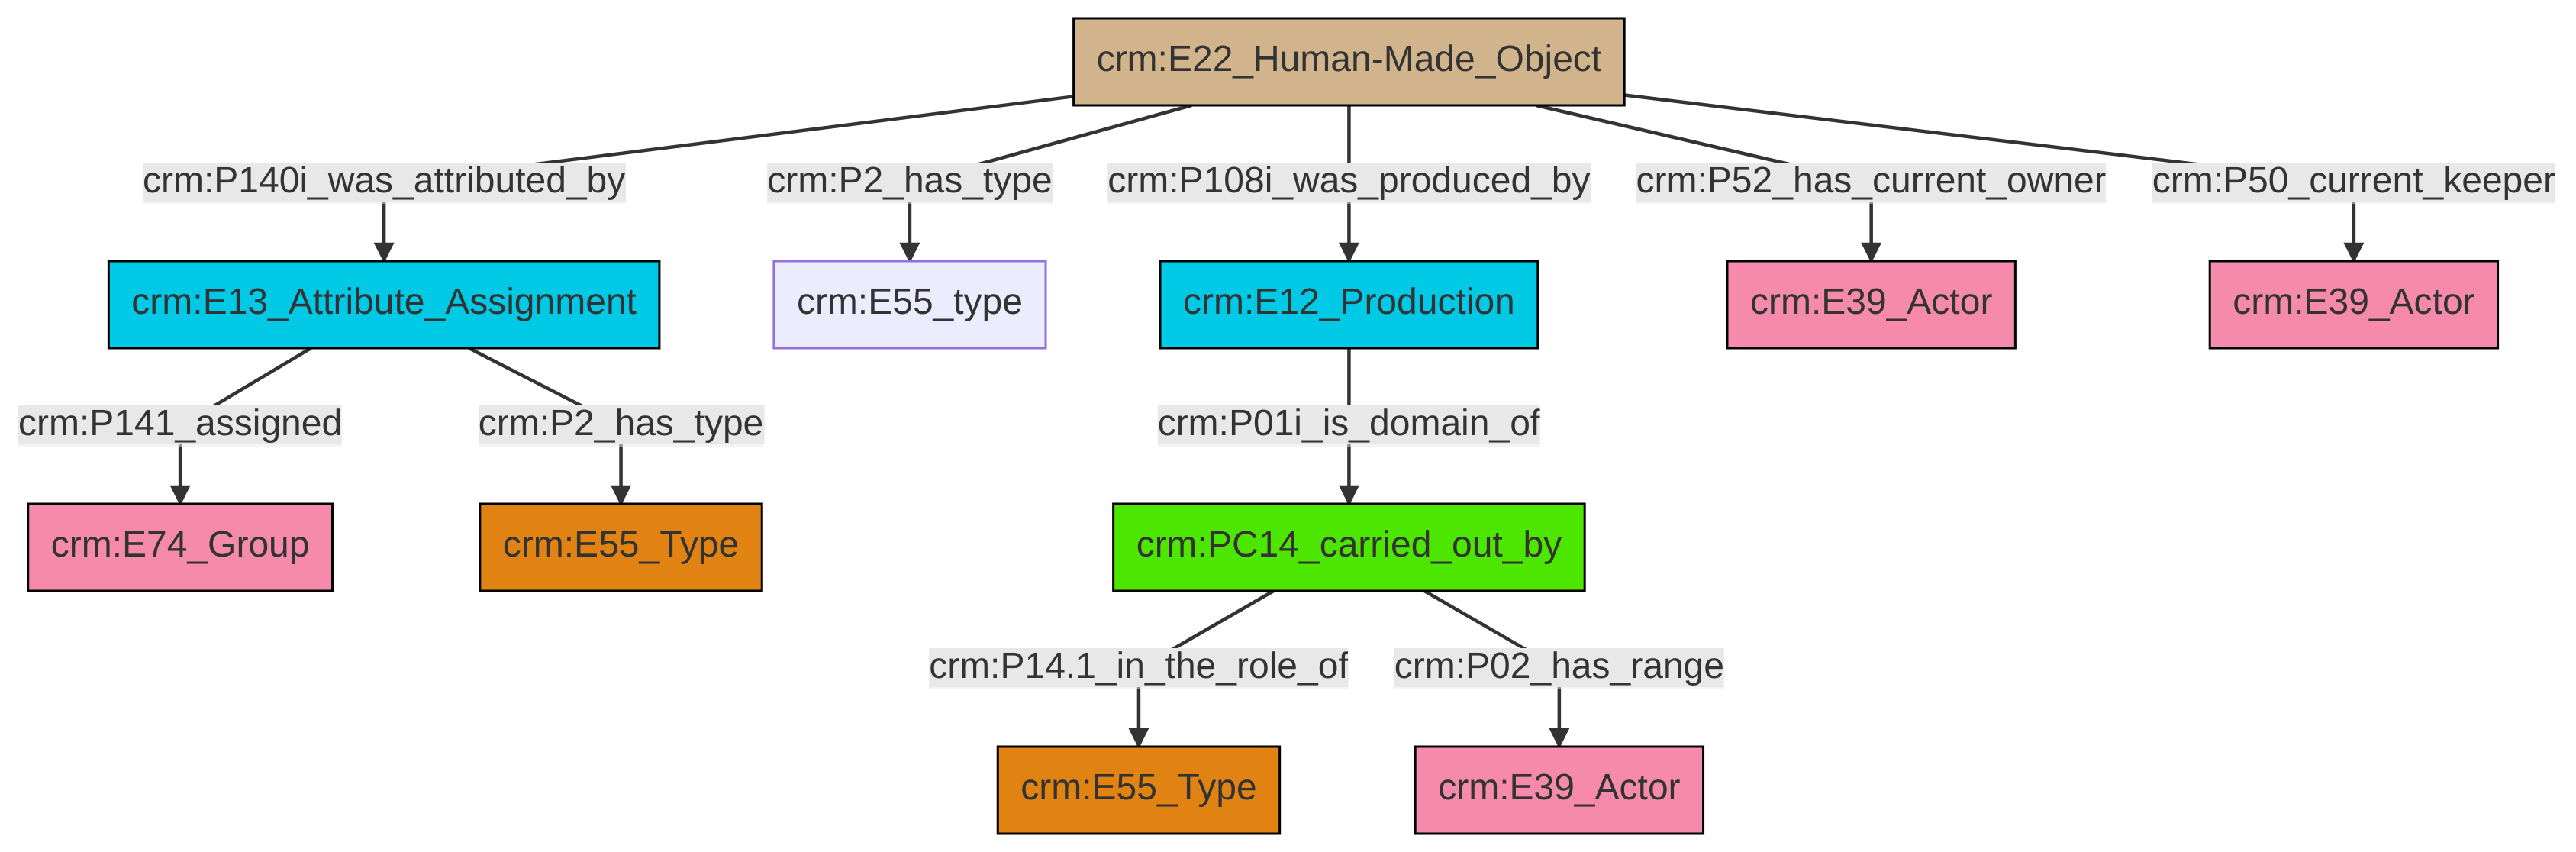 crm:E22_Human-Made_Object
crm:P140i_was_attributed_by
crm:P2_has_type
crm:P108i_was_produced_by
crm:P52_has_current_owner
crm:P50_current_keeper
crm:E13_Attribute_Assignment
crm:E55_type
crm:E12_Production
crm:E39_Actor
crm:E39_Actor
crm:P141_assigned
crm:P2_has_type
crm:P01i_is_domain_of
crm:E74_Group
crm:E55_Type
crm:PC14_carried_out_by
crm:P14.1_in_the_role_of
crm:P02_has_range
crm:E55_Type
crm:E39_Actor